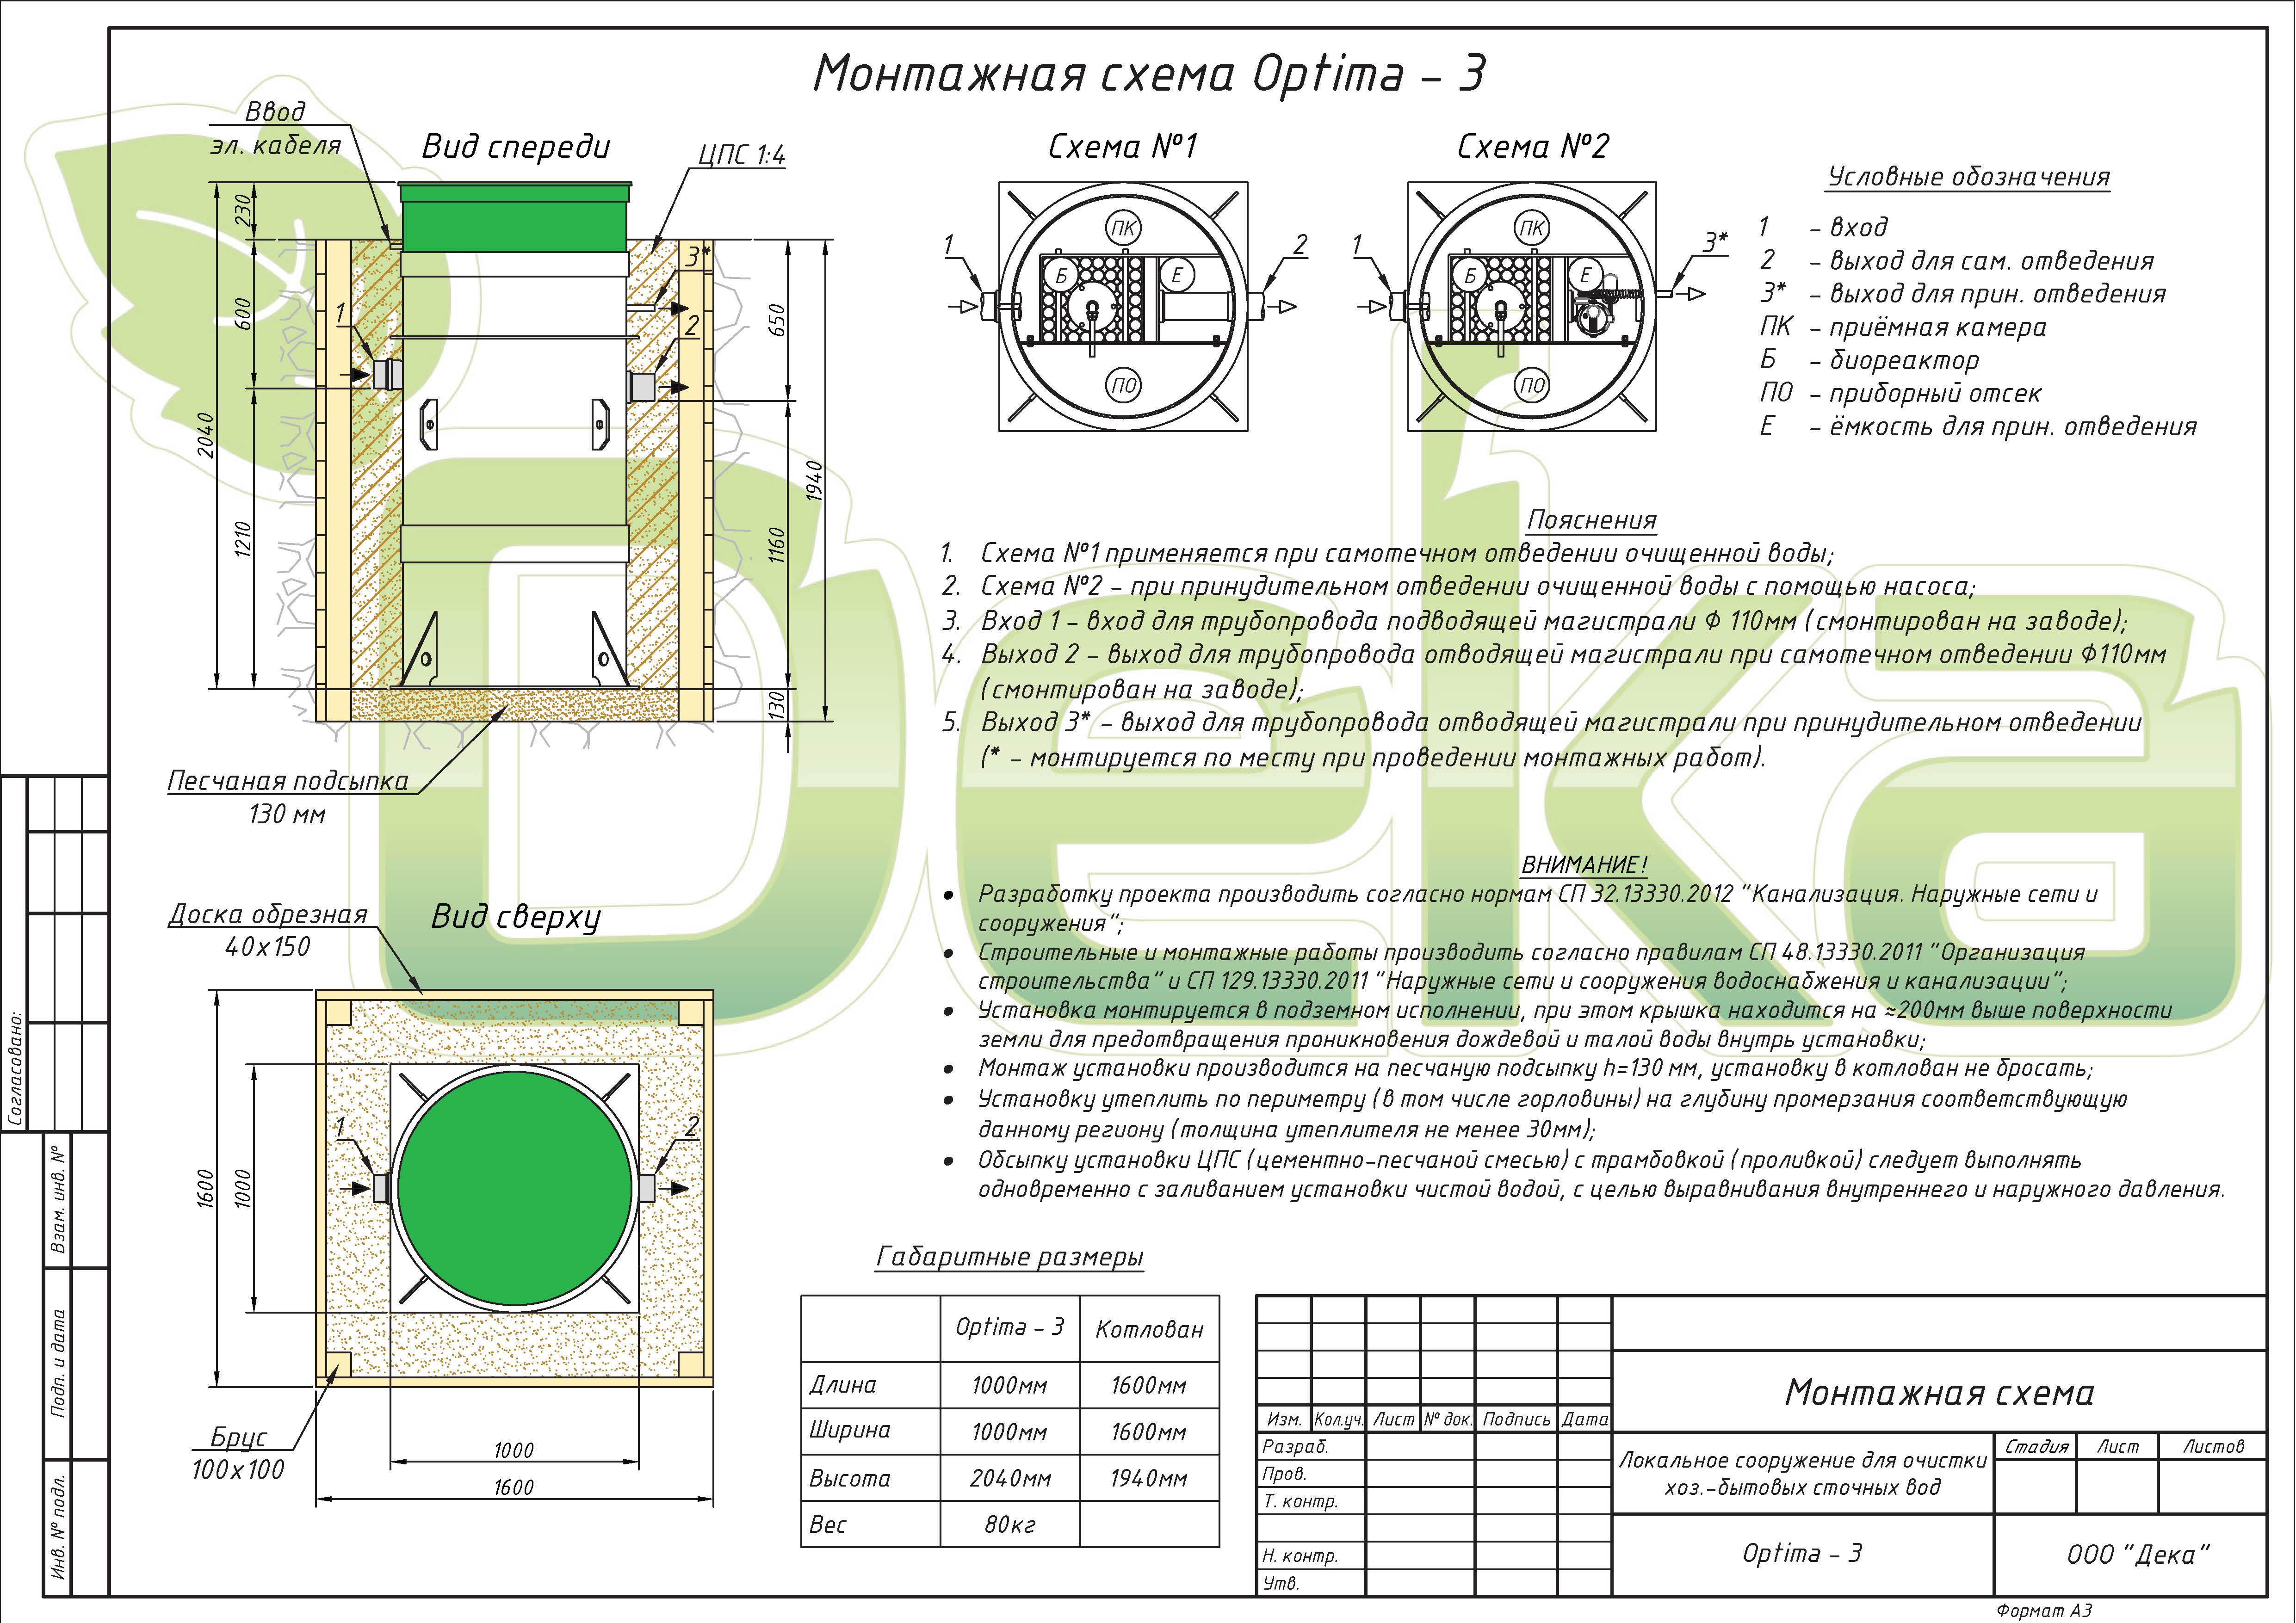 Монтажная схема Optima - 3
Ввод
эл. кабеля
Вид спереди
ЦПС 1:4
230
600
2040
1210
1
3*
2
650
1940
1160
130
Песчаная подсыпка
130 мм
Схема №1
ПК
Б
Е
ПО
1
2
Схема №2
ПК
Б
Е
ПО
1
3*
Условные обозначения
1 - вход
2 - выход для сам. отведения
3* - выход для прин. отведения
ПК - приёмная камера
Б - биореактор
ПО - приборный отсек
Е - ёмкость для прин. отведения
Пояснения
1. Схема №1 применяется при самотечном отведении очищенной воды;
2. Схема №2 - при принудительном отведении очищенной воды с помощью насоса;
3. Вход 1 - вход для трубопровода подводящей магистрали Ф 110мм (смонтирован на заводе);
4. Выход 2 - выход для трубопровода отводящей магистрали при самотечном отведении Ф110мм
(смонтирован на заводе);
5. Выход 3* - выход для трубопровода отводящей магистрали при принудительном отведении
(* - монтируется по месту при проведении монтажных работ).
Deka
ВНИМАНИЕ!
• Разработку проекта производить согласно нормам СП 32.13330.2012 "Канализация. Наружные сети и
сооружения";
• Строительные и монтажные работы производить согласно правилам СП 48.13330.2011 "Организация
строительства" и СП 129.13330.2011 "Наружные сети и сооружения водоснабжения и канализации";
• Установка монтируется в подземном исполнении, при этом крышка находится на ≈200мм выше поверхности
земли для предотвращения проникновения дождевой и талой воды внутрь установки;
• Монтаж установки производится на песчаную подсыпку h=130 мм, установку в котлован не бросать;
• Установку утеплить по периметру (в том числе горловины) на глубину промерзания соответствующую
данному региону (толщина утеплителя не менее 30мм);
• Обсыпку установки ЦПС (цементно-песчаной смесью) с трамбовкой (проливкой) следует выполнять
одновременно с заливанием установки чистой водой, с целью выравнивания внутреннего и наружного давления.
Доска обрезная
40х150
Вид сверху
1
2
1600
1000
Брус
100х100
1000
1600
Габаритные размеры
Optima - 3 Котлован
Длина 1000мм 1600мм
Ширина 1000мм 1600мм
Высота 2040мм 1940мм
Вес 80кг
Изм. Кол.уч. Лист № док. Подпись Дата
Разраб.
Пров.
Т. контр.
Н. контр.
Утв.
Монтажная схема
Локальное сооружение для очистки
хоз.-бытовых сточных вод
Стадия Лист Листов
Optima - 3
ООО "Дека"
Формат А3
Согласовано:
Взам. инв. №
Подп. и дата
Инв. № подл.